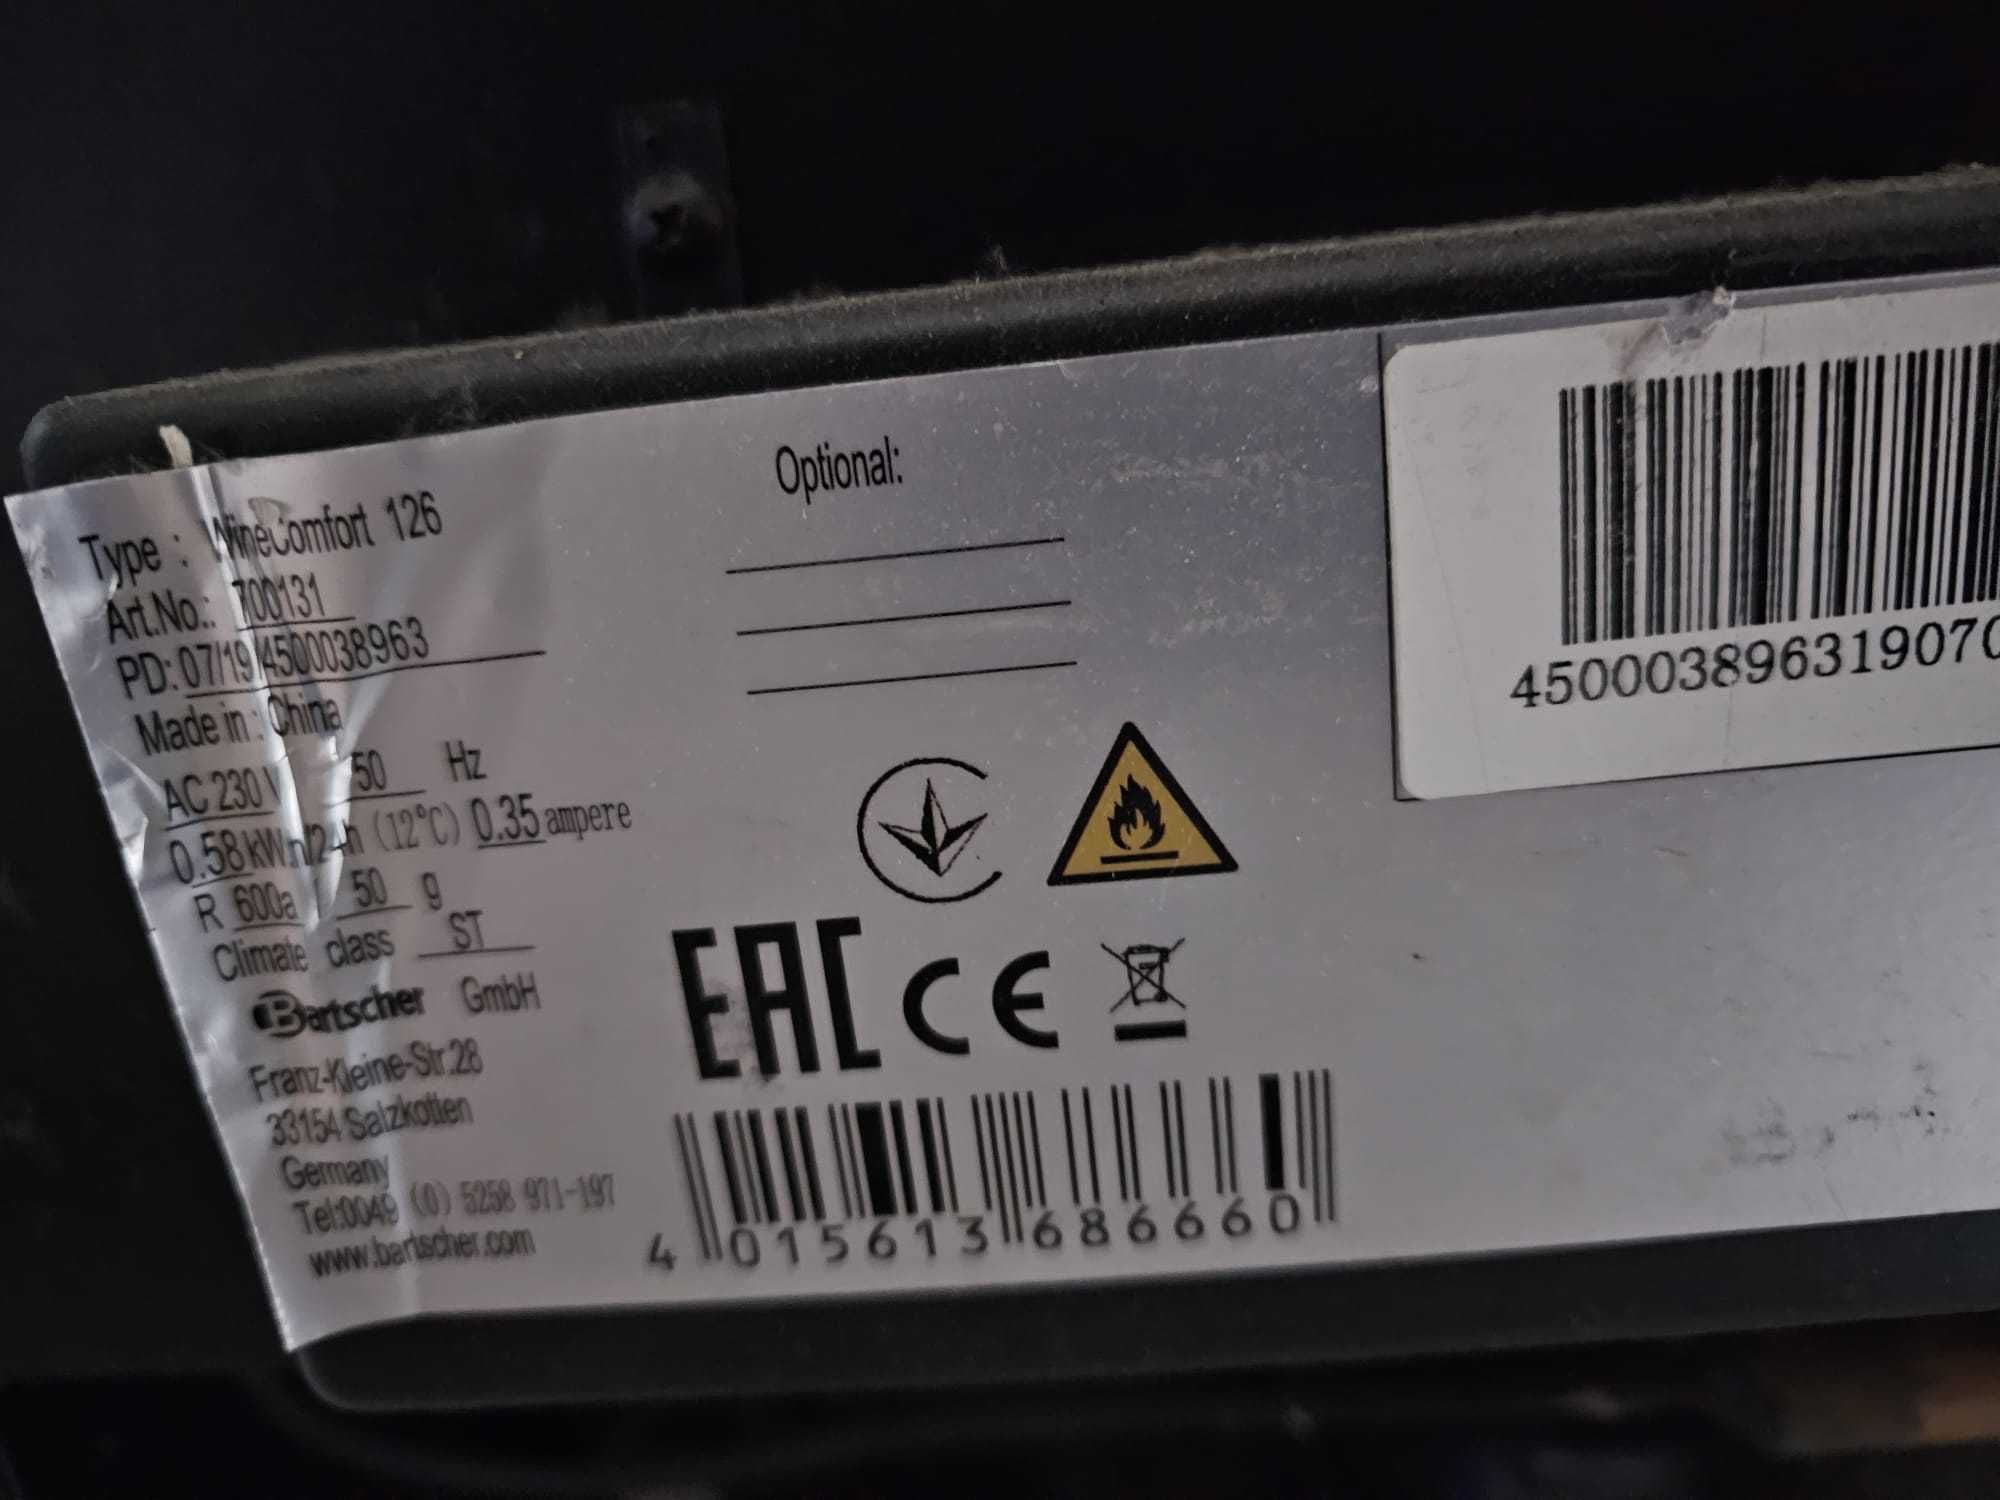 Type : WineComfort 126
Art.No.: 700131
PD: 07/19/4500038963
Made in: China
AC 230 V 50 Hz
0.58kW.h/24h (12°C) 0.35 ampere
R 600a 50 g
Climate class ST
Bartscher GmbH
Franz-Kleine-Str.28
33154 Salzkotten
Germany
Tel:0049 (0) 5258 971-197
www.bartscher.com
Optional:
EAC CE
4 015613 686660
45000389631907